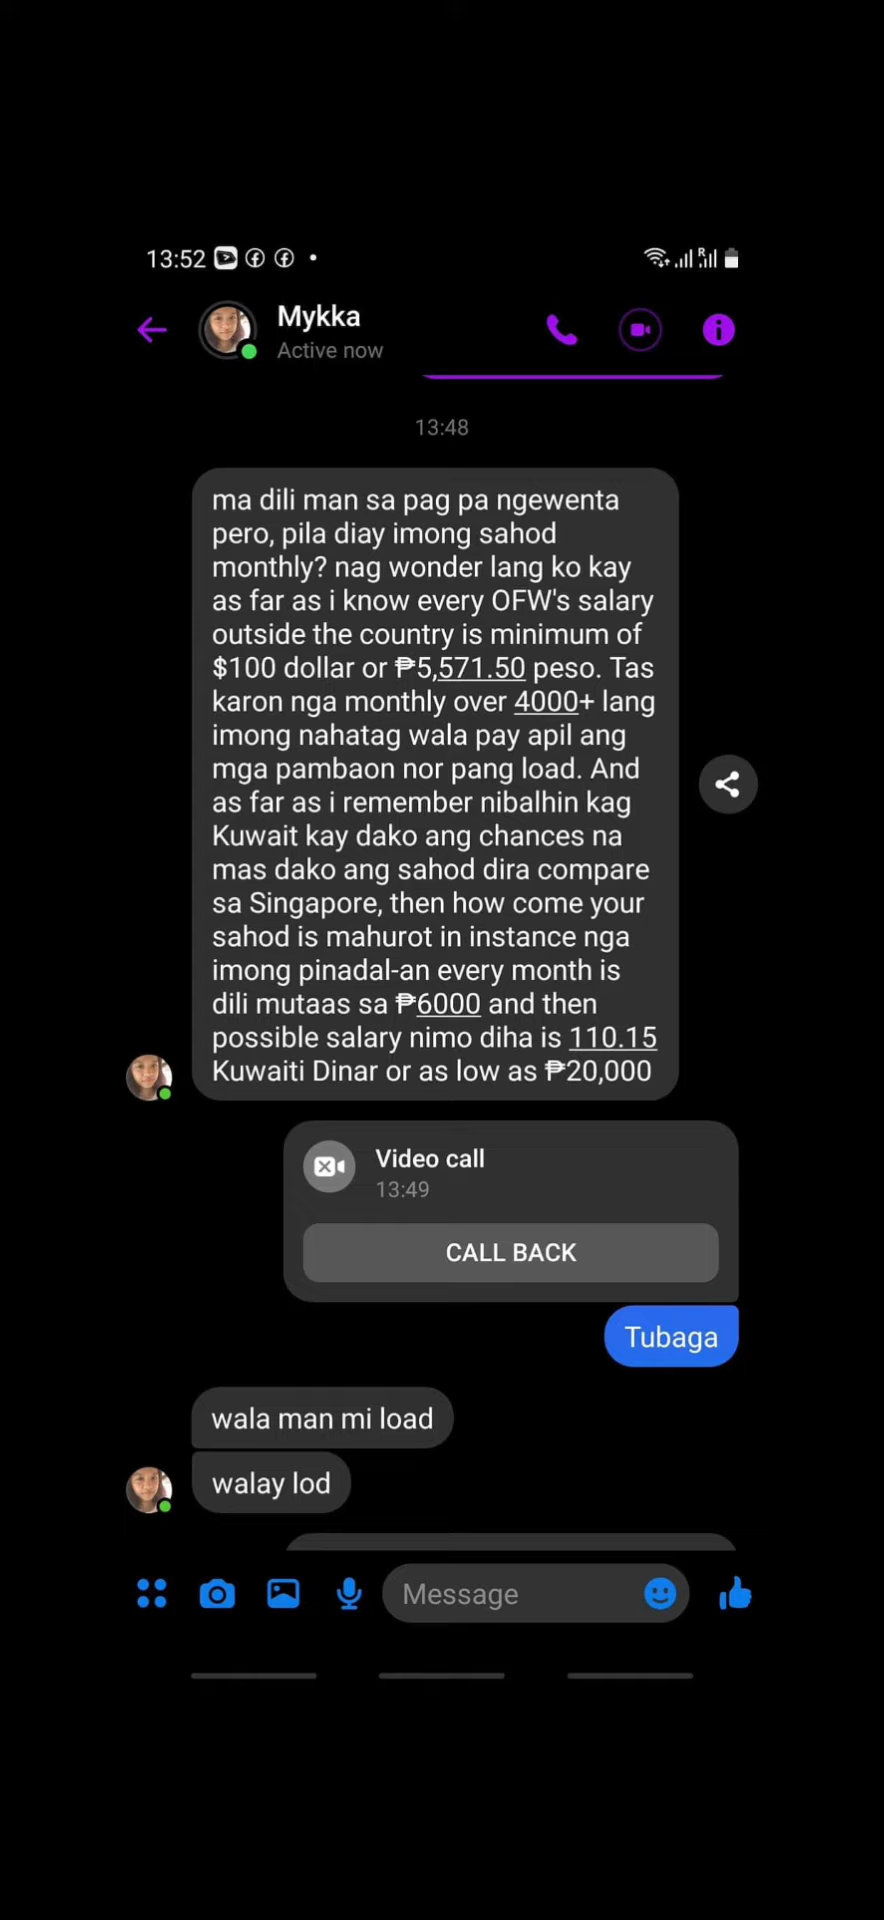 13:52
Mykka
Active now
13:48
ma dili man sa pag pa ngewenta
pero, pila diay imong sahod
monthly? nag wonder lang ko kay
as far as i know every OFW's salary
outside the country is minimum of
$100 dollar or ₱5,571.50 peso. Tas
karon nga monthly over 4000+ lang
imong nahatag wala pay apil ang
mga pambaon nor pang load. And
as far as i remember nibalhin kag
Kuwait kay dako ang chances na
mas dako ang sahod dira compare
sa Singapore, then how come your
sahod is mahurot in instance nga
imong pinadal-an every month is
dili mutaas sa ₱6000 and then
possible salary nimo diha is 110.15
Kuwaiti Dinar or as low as ₱20,000
Video call
13:49
CALL BACK
Tubaga
wala man mi load
walay lod
Message